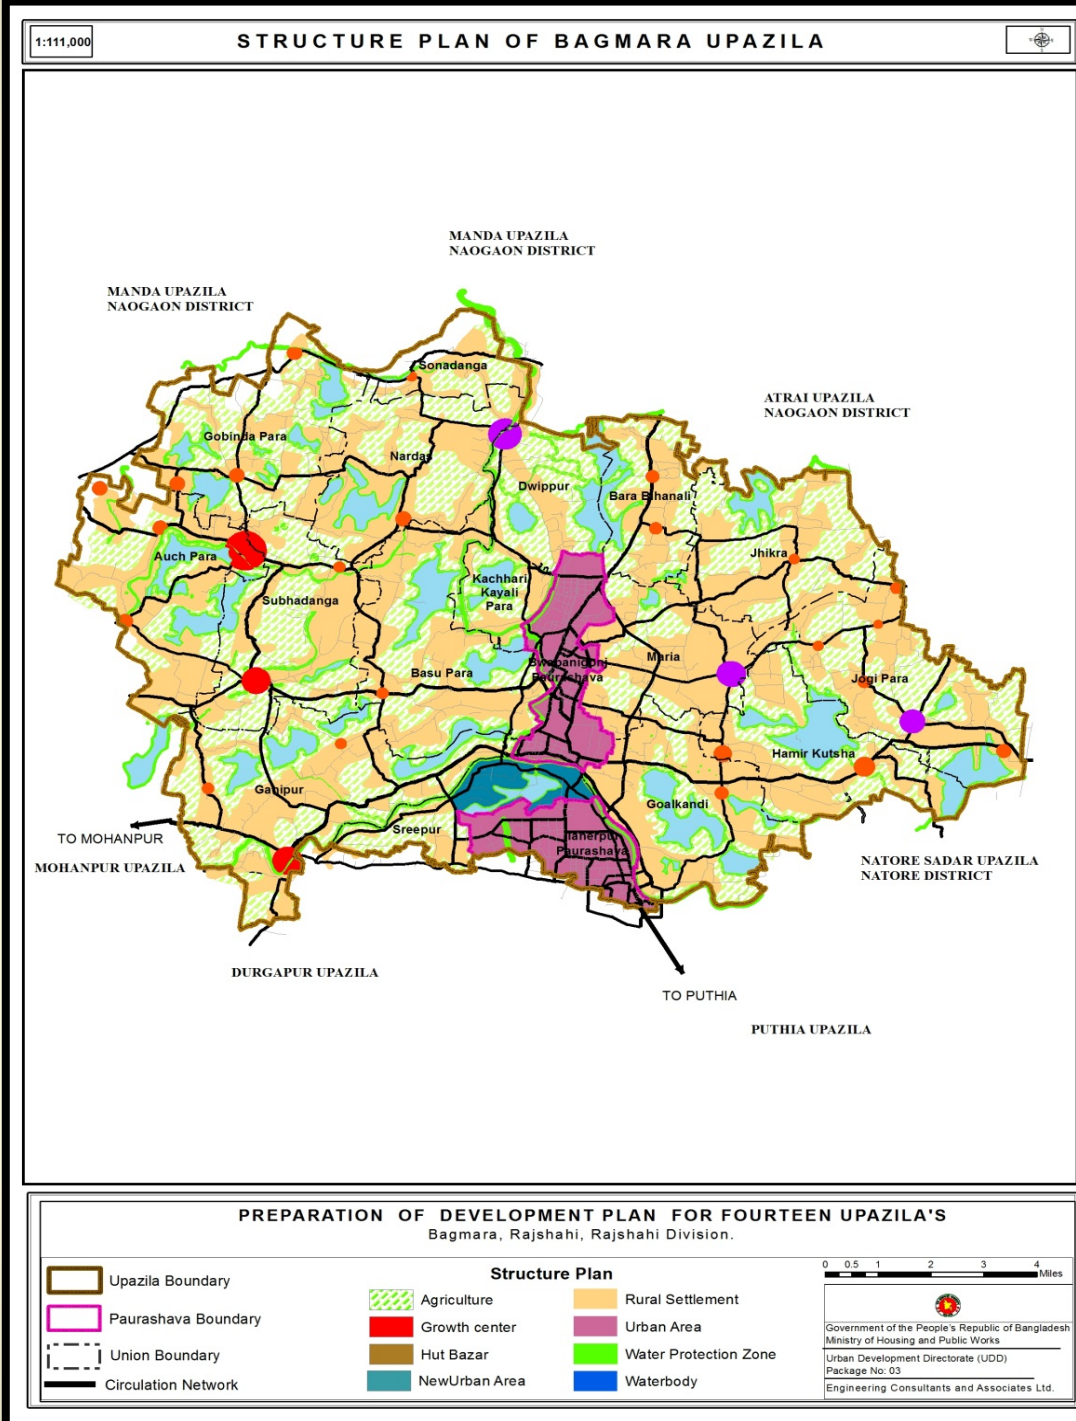 1:111,000
STRUCTURE PLAN OF BAGMARA UPAZILA
MANDA UPAZILA
NAOGAON DISTRICT
MANDA UPAZILA
NAOGAON DISTRICT
ATRAI UPAZILA
NAOGAON DISTRICT
Sonadanga
Gobinda Para
Nardas
Dwippur
Bara Bihanali
Auch Para
Jhikra
Kachhari
Kayali
Para
Subhadanga
Maria
Bwabanigonj
Paurashava
Basu Para
Jogi Para
Hamir Kutsha
Ganipur
Goalkandi
Sreepur
Taherpur
Paurashava
TO MOHANPUR
MOHANPUR UPAZILA
NATORE SADAR UPAZILA
NATORE DISTRICT
DURGAPUR UPAZILA
TO PUTHIA
PUTHIA UPAZILA
PREPARATION OF DEVELOPMENT PLAN FOR FOURTEEN UPAZILA'S
Bagmara, Rajshahi, Rajshahi Division.
Upazila Boundary
Paurashava Boundary
Union Boundary
Circulation Network
Structure Plan
Agriculture
Growth center
Hut Bazar
NewUrban Area
Rural Settlement
Urban Area
Water Protection Zone
Waterbody
0 0.5 1 2 3 4
Miles
Government of the People's Republic of Bangladesh
Ministry of Housing and Public Works
Urban Development Directorate (UDD)
Package No: 03
Engineering Consultants and Associates Ltd.